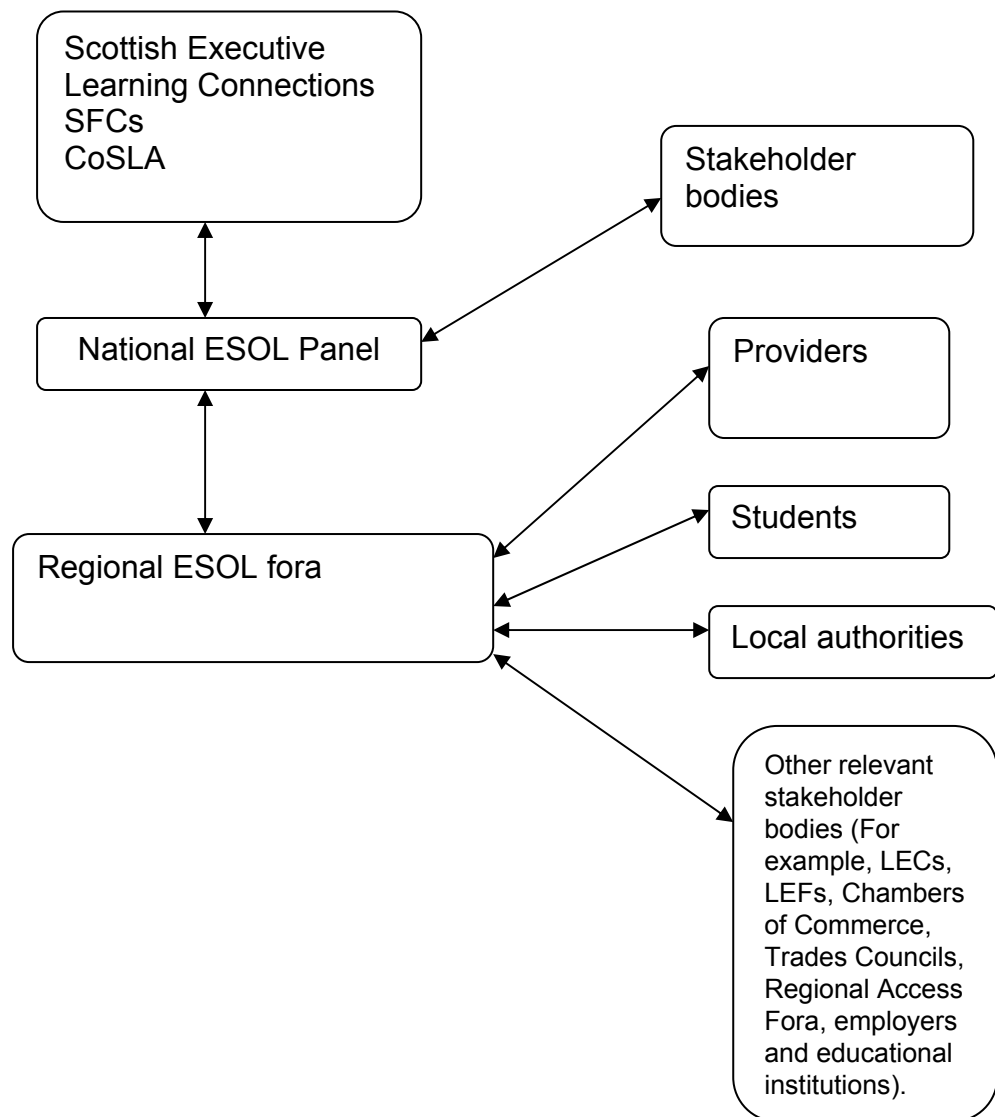 Scottish Executive
Learning Connections
SFCs
CoSLA
Stakeholder
bodies
National ESOL Panel
Providers
Students
Regional ESOL fora
Local authorities
Other relevant
stakeholder
bodies (For
example, LECs,
LEFs, Chambers
of Commerce,
Trades Councils,
Regional Access
Fora, employers
and educational
institutions).